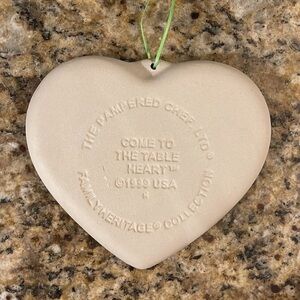 THE PAMPERED CHEF, LTD.®
COME TO
THE TABLE
HEART™
©1999 USA
FAMILY HERITAGE® COLLECTION